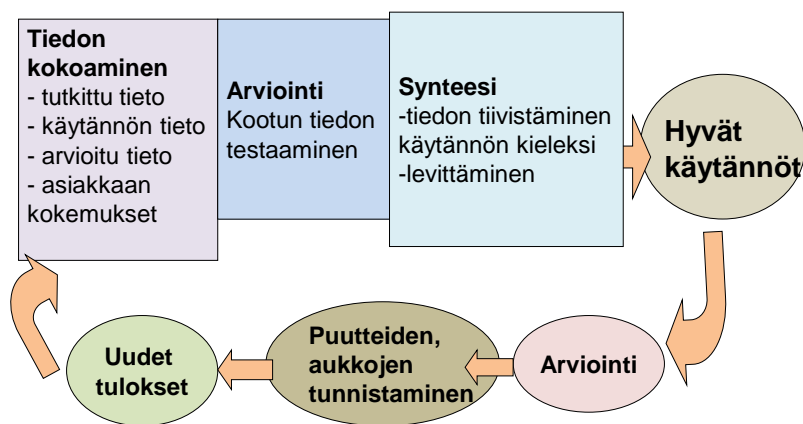 Tiedon
kokoaminen
- tutkittu tieto
- käytännön tieto
- arvioitu tieto
- asiakkaan
kokemukset
Arviointi
Kootun tiedon
testaaminen
Synteesi
-tiedon tiivistäminen
käytännön kieleksi
-levittäminen
Hyvät
käytännöt
Arviointi
Puutteiden,
aukkojen
tunnistaminen
Uudet
tulokset